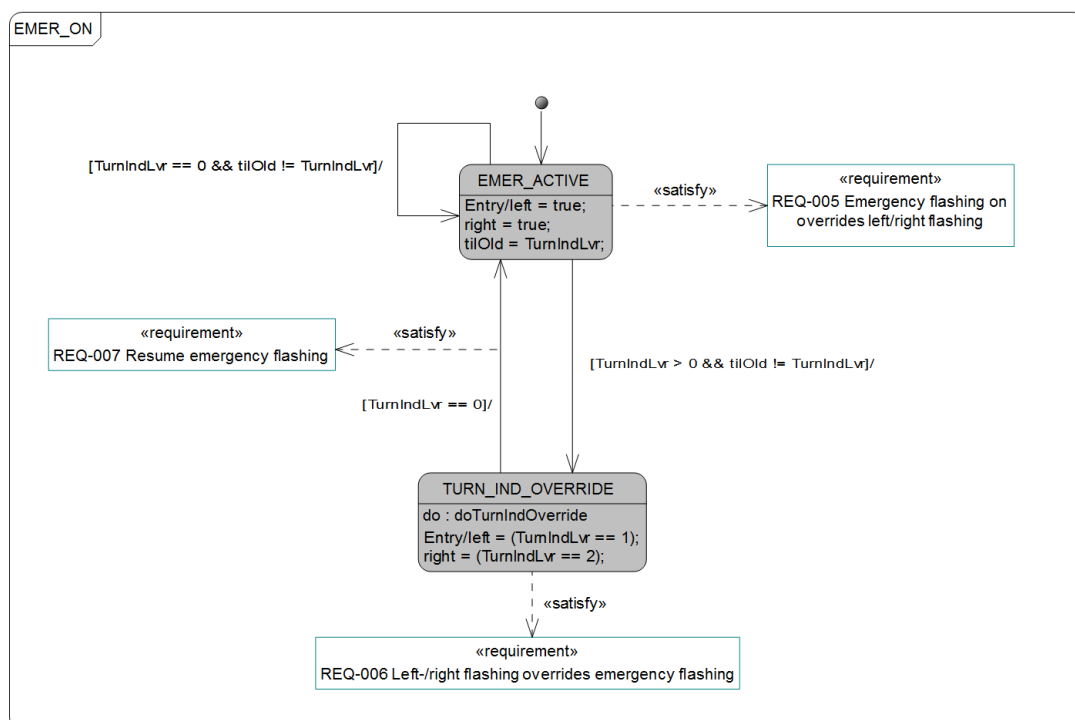 EMER_ON
[TurnIndLvr == 0 && tilOld != TurnIndLvr]/
EMER_ACTIVE
Entry/left = true;
right = true;
tilOld = TurnIndLvr;
«satisfy»
«requirement»
REQ-005 Emergency flashing on
overrides left/right flashing
«requirement»
REQ-007 Resume emergency flashing
«satisfy»
[TurnIndLvr > 0 && tilOld != TurnIndLvr]/
[TurnIndLvr == 0]/
TURN_IND_OVERRIDE
do : doTurnIndOverride
Entry/left = (TurnIndLvr == 1);
right = (TurnIndLvr == 2);
«satisfy»
«requirement»
REQ-006 Left-/right flashing overrides emergency flashing